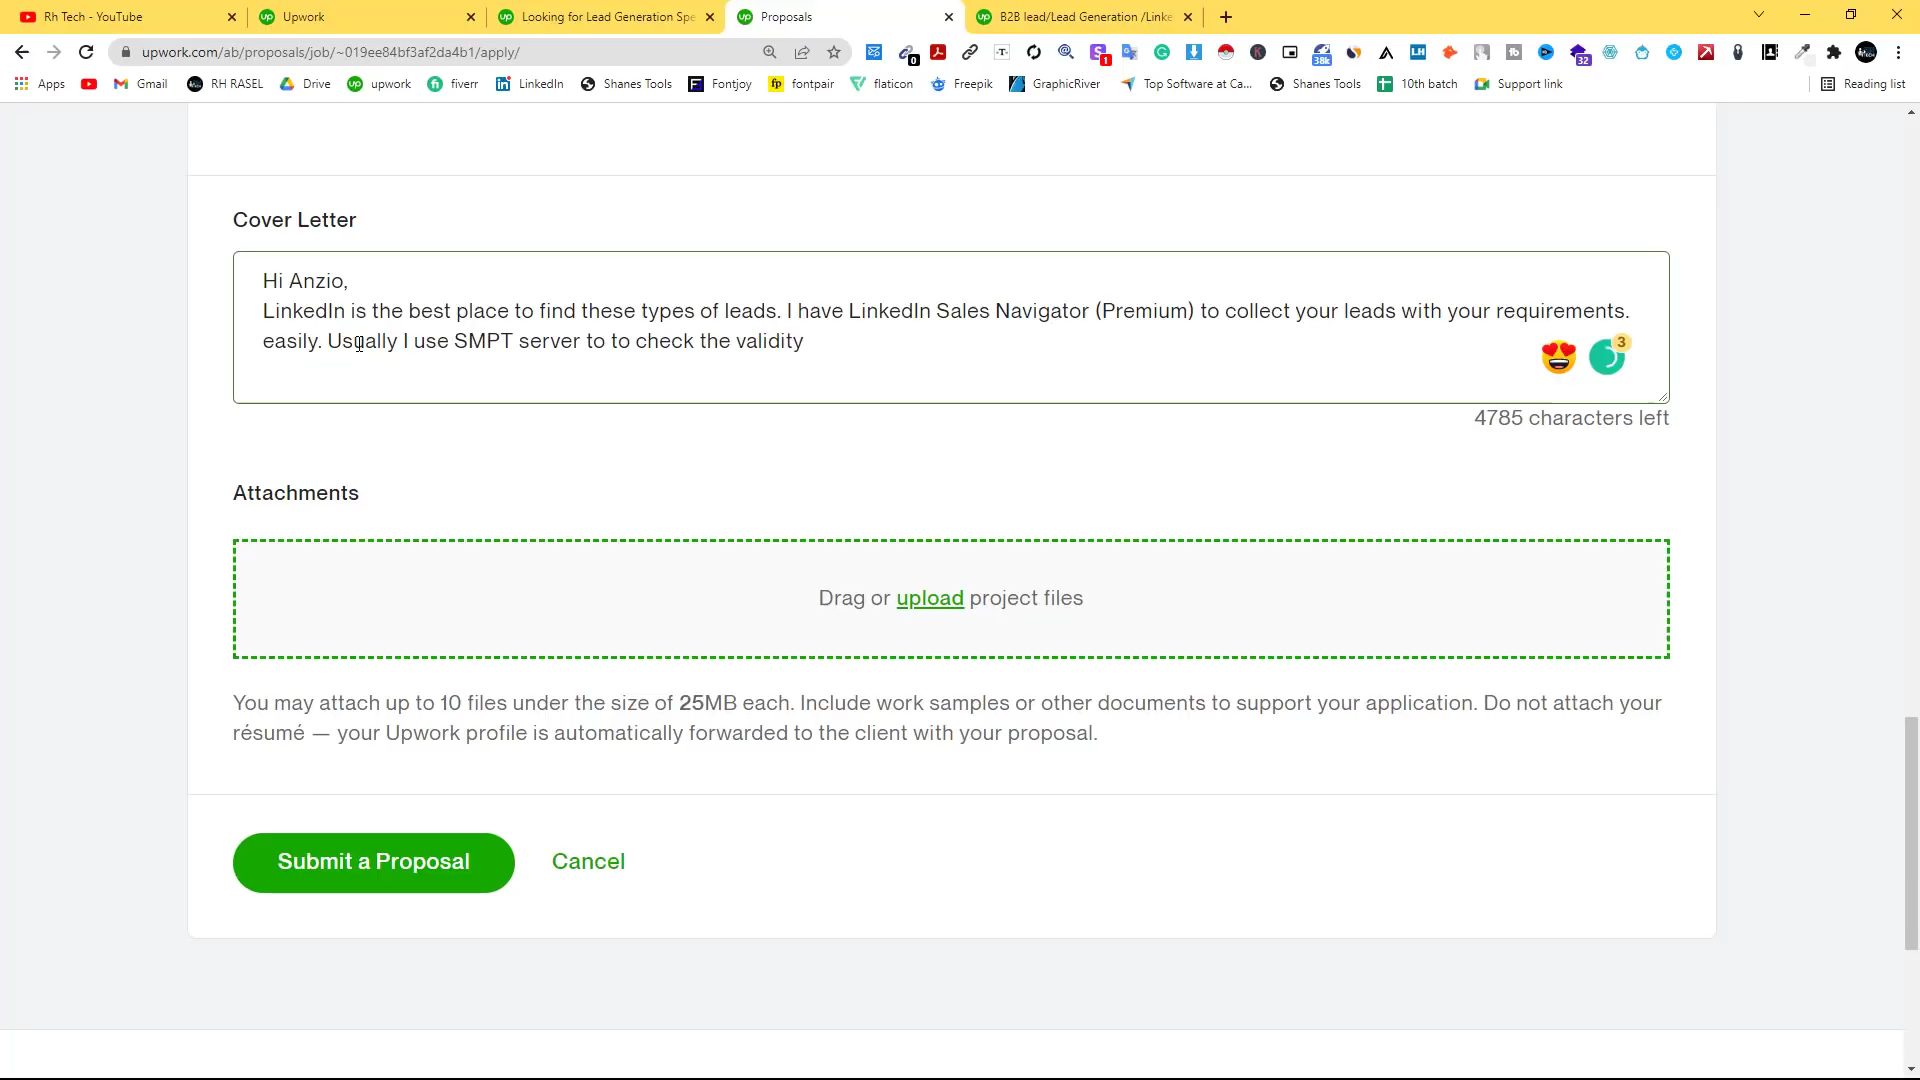 Rh Tech - YouTube
Upwork
Looking for Lead Generation Spe
Proposals
B2B lead/Lead Generation /Linke
upwork.com/ab/proposals/job/~019ee84bf3af2da4b1/apply/
Apps
Gmail
RH RASEL
Drive
upwork
fiverr
LinkedIn
Shanes Tools
Fontjoy
fontpair
flaticon
Freepik
GraphicRiver
Top Software at Ca...
Shanes Tools
10th batch
Support link
Reading list
Cover Letter
Hi Anzio,
LinkedIn is the best place to find these types of leads. I have LinkedIn Sales Navigator (Premium) to collect your leads with your requirements.
easily. Usually I use SMPT server to to check the validity
3
4785 characters left
Attachments
Drag or upload project files
You may attach up to 10 files under the size of 25MB each. Include work samples or other documents to support your application. Do not attach your
résumé — your Upwork profile is automatically forwarded to the client with your proposal.
Submit a Proposal
Cancel